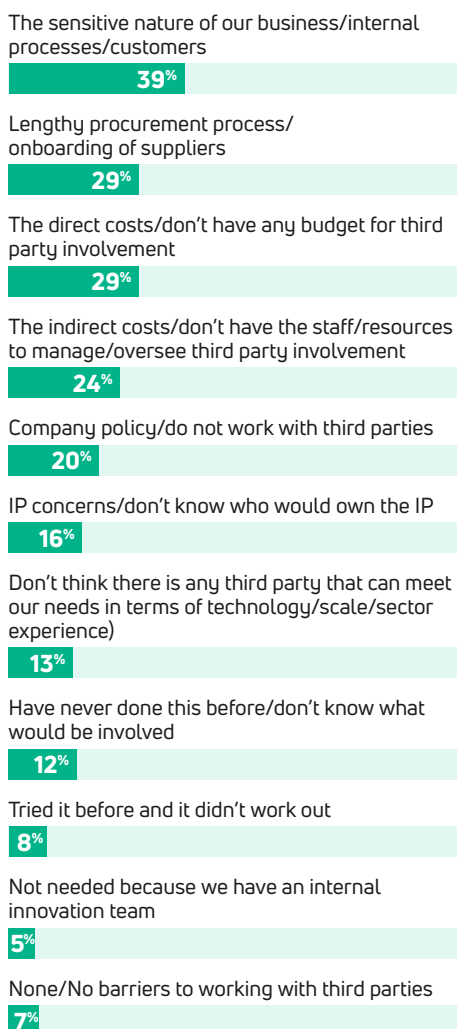 The sensitive nature of our business/internal
processes/customers
39%
Lengthy procurement process/
onboarding of suppliers
29%
The direct costs/don't have any budget for third
party involvement
29%
The indirect costs/don't have the staff/resources
to manage/oversee third party involvement
24%
Company policy/do not work with third parties
20%
IP concerns/don't know who would own the IP
16%
Don't think there is any third party that can meet
our needs in terms of technology/scale/sector
experience)
13%
Have never done this before/don't know what
would be involved
12%
Tried it before and it didn't work out
8%
Not needed because we have an internal
innovation team
5%
None/No barriers to working with third parties
7%